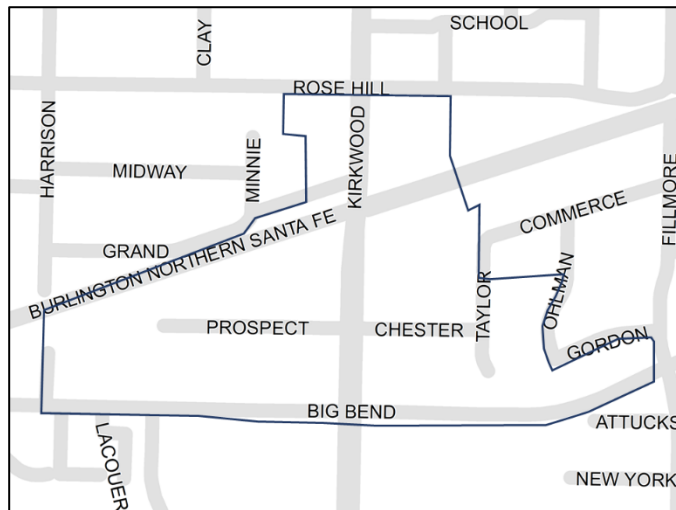 SCHOOL
CLAY
ROSE HILL
HARRISON
MIDWAY
MINNIE
KIRKWOOD
FILLMORE
COMMERCE
GRAND
BURLINGTON NORTHERN SANTA FE
TAYLOR
OHLMAN
PROSPECT
CHESTER
GORDON
BIG BEND
ATTUCKS
LACQUER
NEW YORK